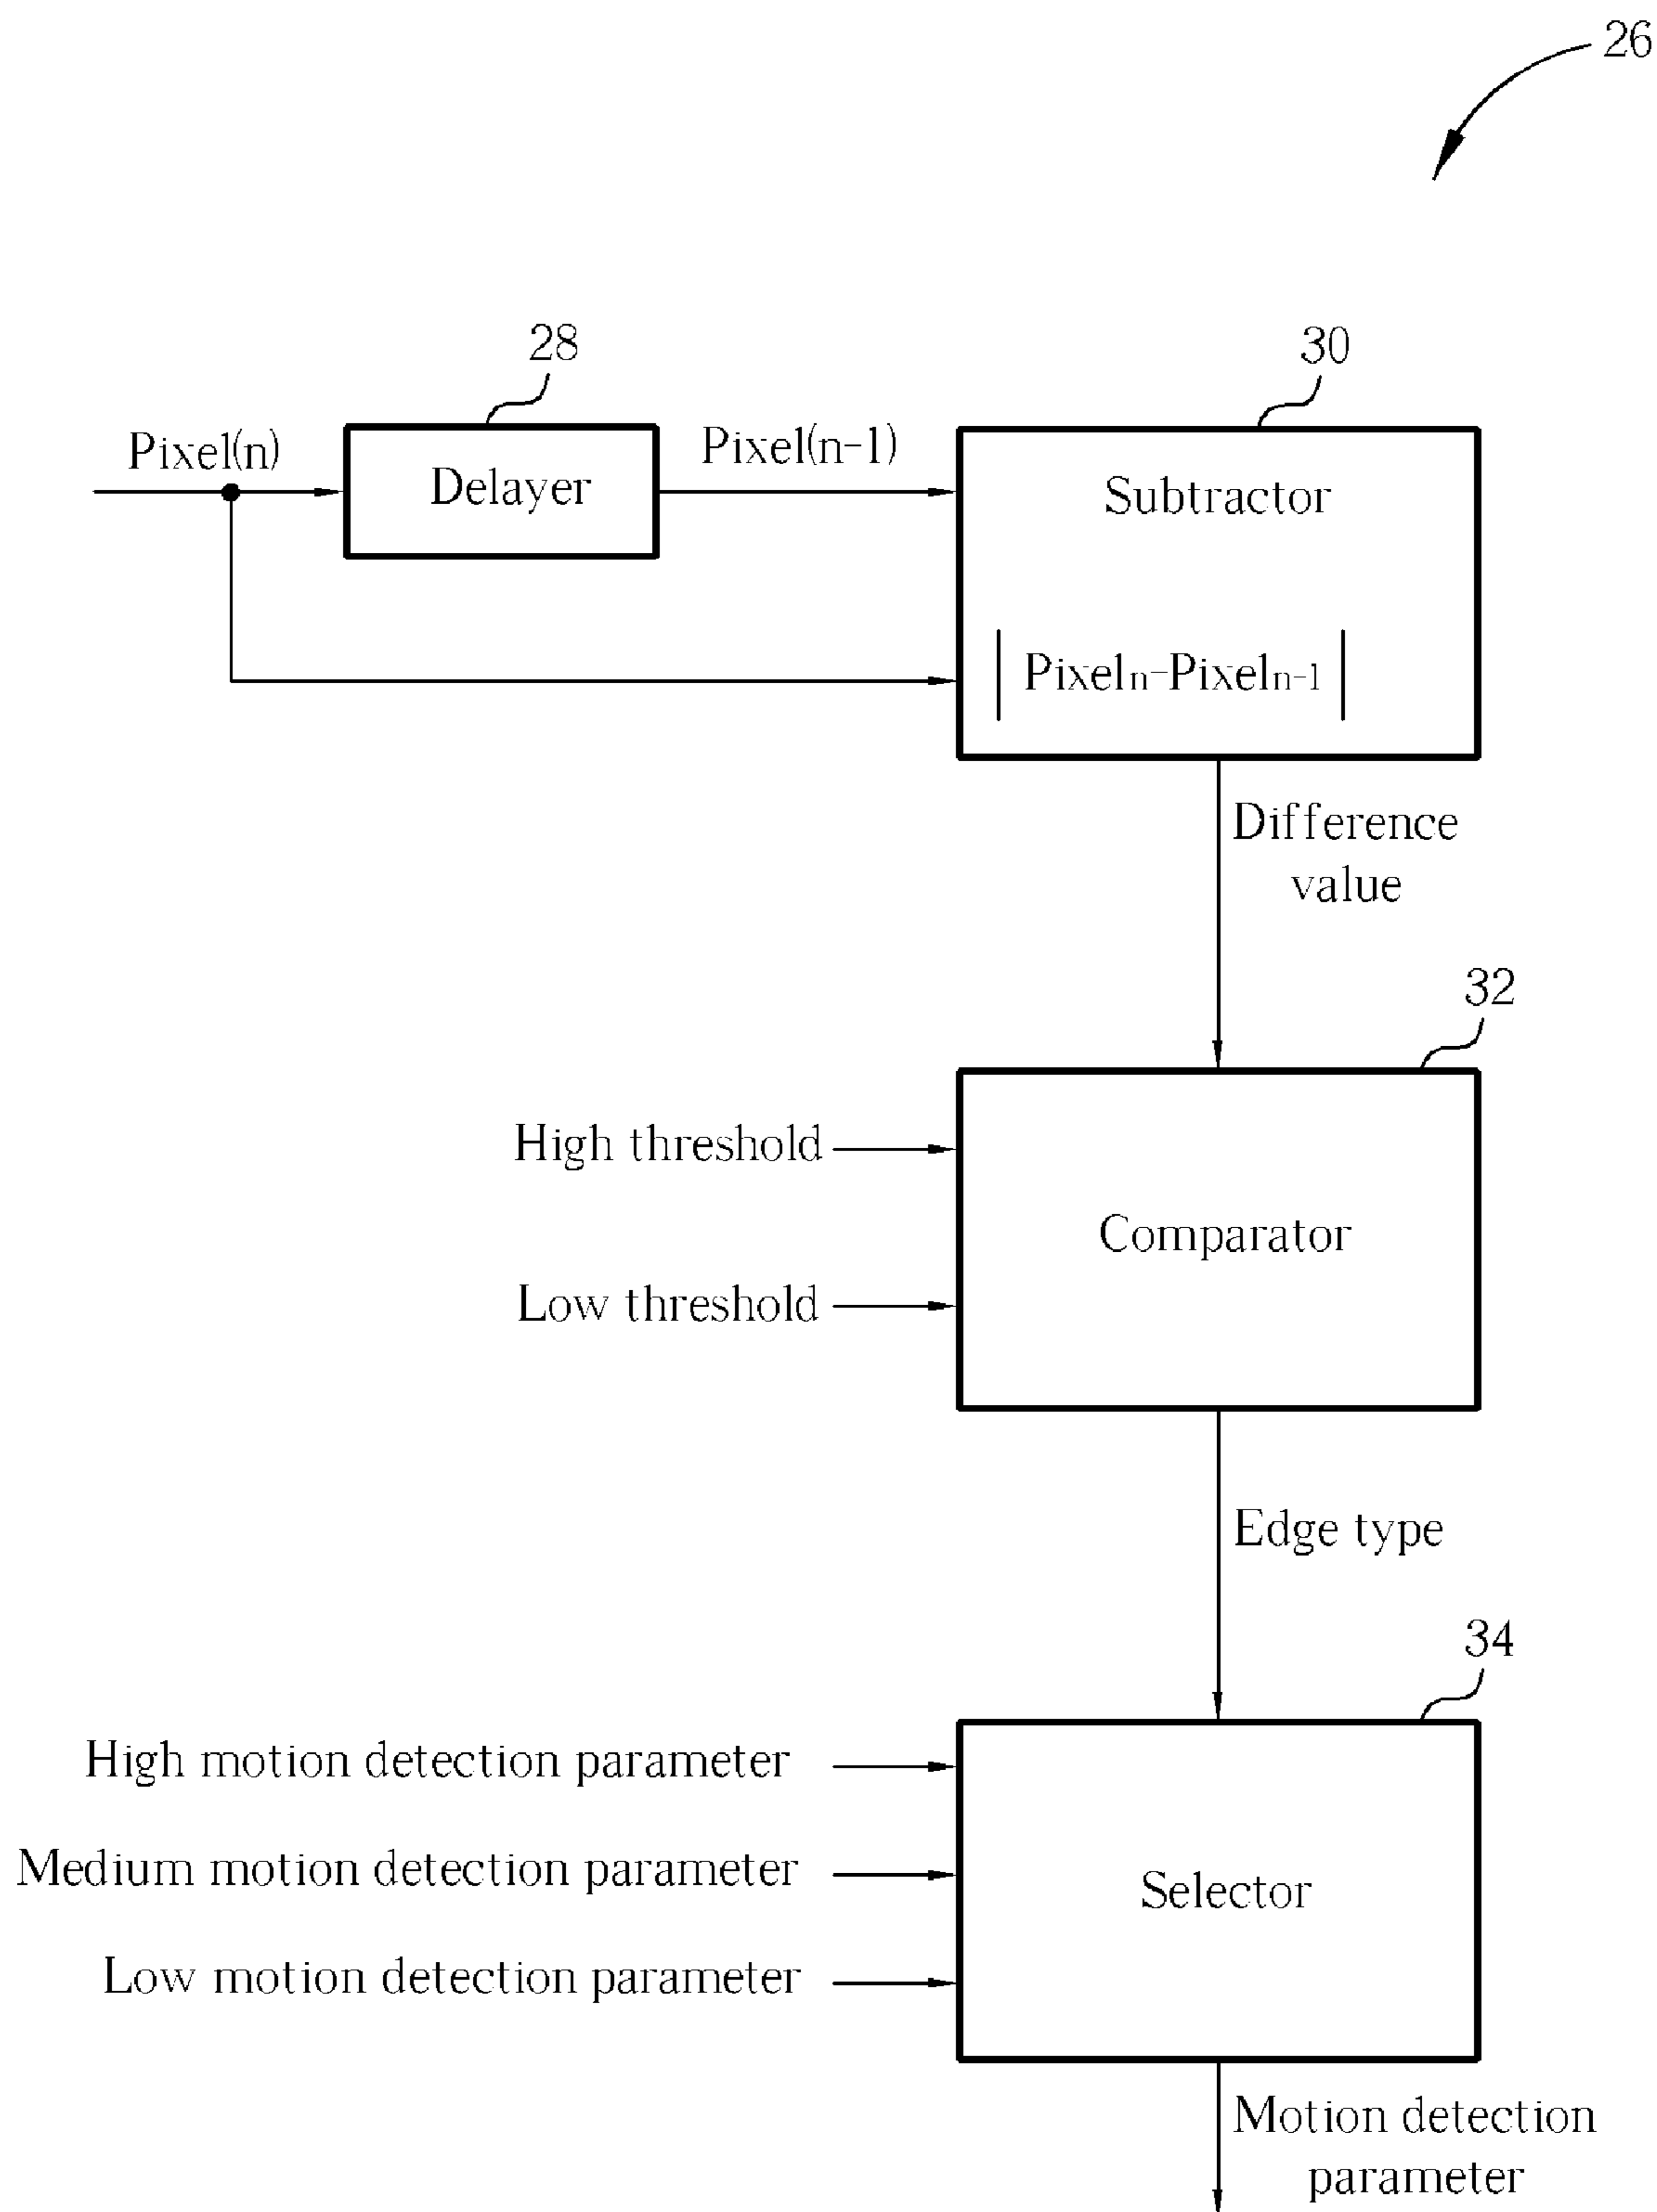 26
28
30
Pixel(n)
Delayer
Pixel(n-1)
Subtractor
| Pixeln-Pixeln-1 |
Difference
value
32
High threshold
Low threshold
Comparator
Edge type
34
High motion detection parameter
Medium motion detection parameter
Low motion detection parameter
Selector
Motion detection
parameter